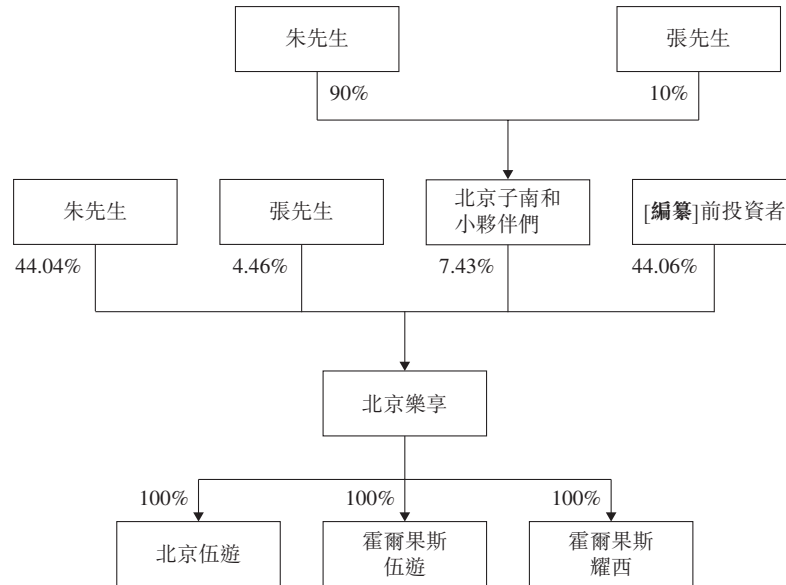 朱先生
張先生
90%
10%
朱先生
張先生
北京子南和
小夥伴們
[編纂]前投資者
44.04%
4.46%
7.43%
44.06%
北京樂享
100%
100%
100%
北京伍遊
霍爾果斯
伍遊
霍爾果斯
耀西